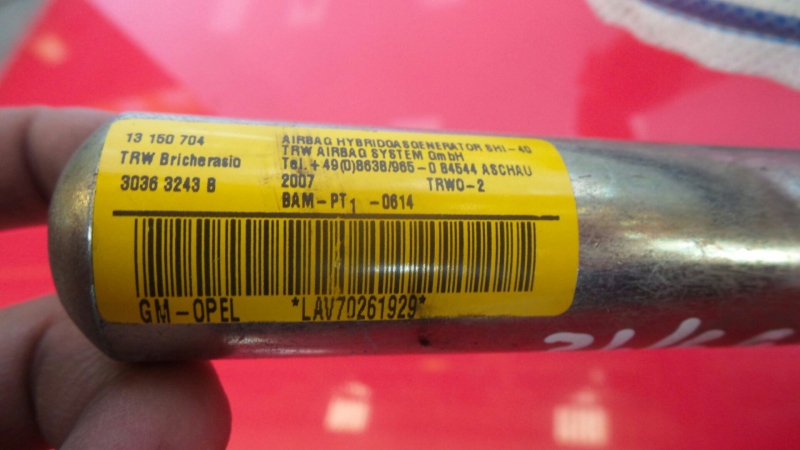 13 150 704
TRW Bricherasio
3036 3243 B
AIRBAG HYBRIDGASGENERATOR SHI-40
TRW AIRBAG SYSTEM GmbH
Tel.+49(0)8638/965-0 84544 ASCHAU
2007 TRWO-2
BAM-PT1 -0614
GM-OPEL *LAV70261929*